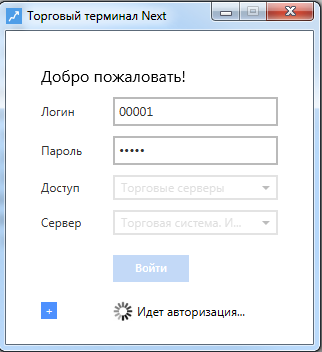 Торговый терминал Next
Добро пожаловать!
Логин
00001
Пароль
•••••
Доступ
Торговые серверы
Сервер
Торговая система. И...
Войти
+
Идет авторизация...